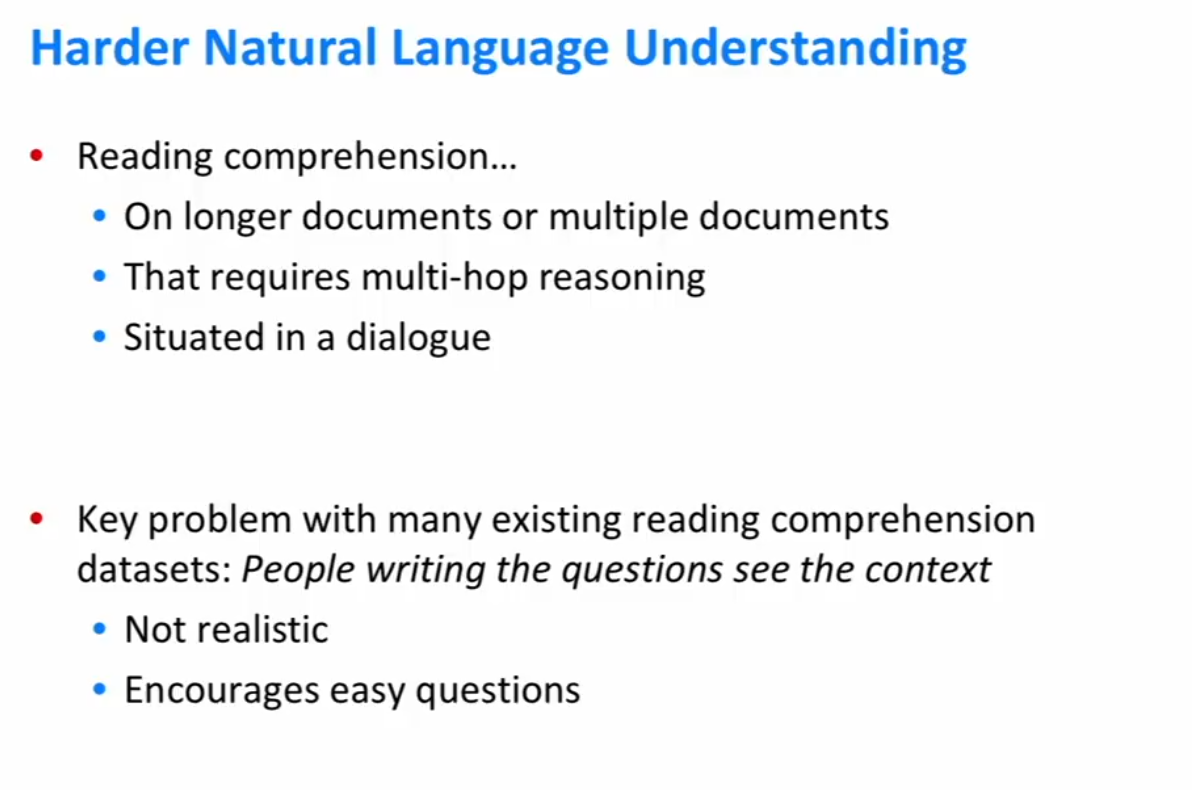 Harder Natural Language Understanding
• Reading comprehension...
• On longer documents or multiple documents
• That requires multi-hop reasoning
• Situated in a dialogue
• Key problem with many existing reading comprehension
datasets: People writing the questions see the context
• Not realistic
• Encourages easy questions